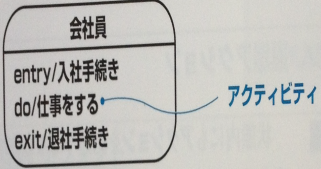 会社員
entry/入社手続き
do/仕事をする
アクティビティ
exit/退社手続き